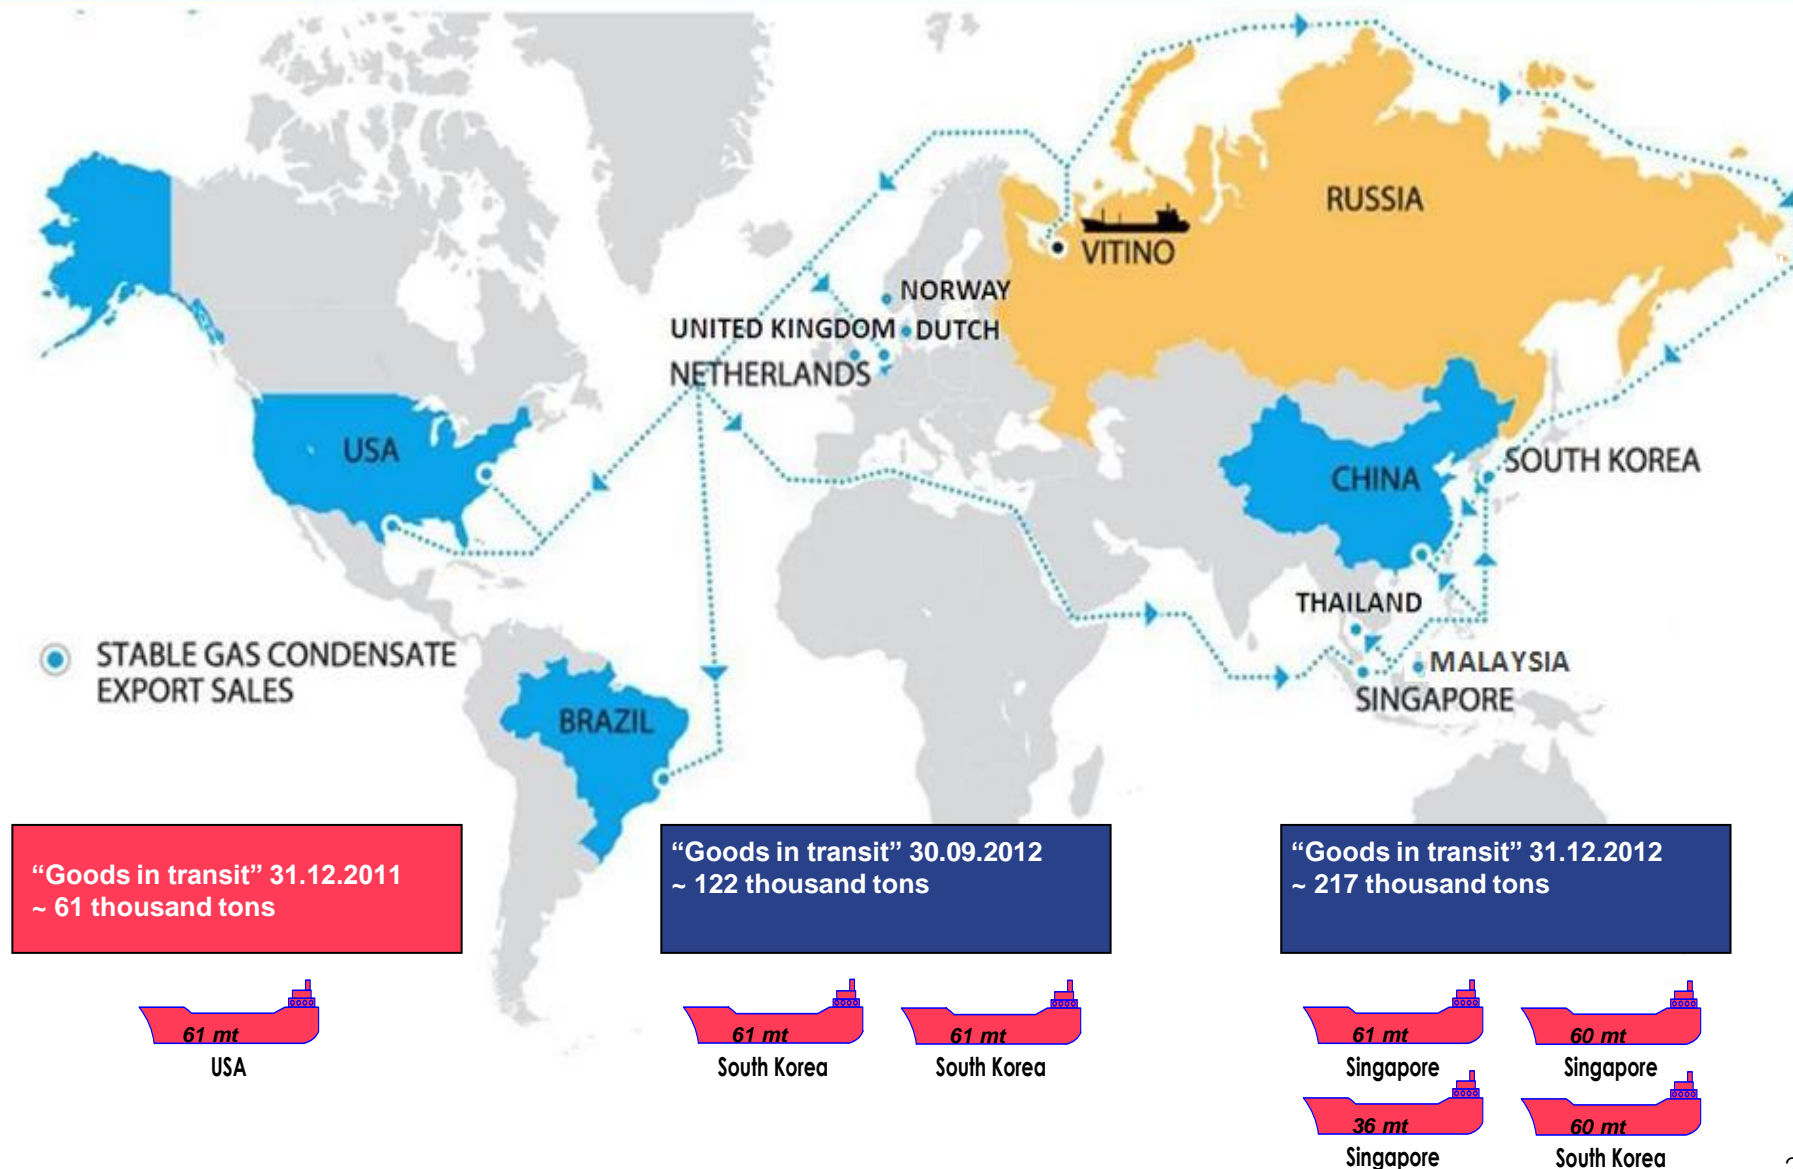 RUSSIA
VITINO
NORWAY
UNITED KINGDOM
DUTCH
NETHERLANDS
USA
CHINA
SOUTH KOREA
THAILAND
MALAYSIA
SINGAPORE
STABLE GAS CONDENSATE
EXPORT SALES
BRAZIL
“Goods in transit” 31.12.2011
~ 61 thousand tons
“Goods in transit” 30.09.2012
~ 122 thousand tons
“Goods in transit” 31.12.2012
~ 217 thousand tons
61 mt
USA
61 mt
South Korea
61 mt
South Korea
61 mt
Singapore
60 mt
Singapore
36 mt
Singapore
60 mt
South Korea